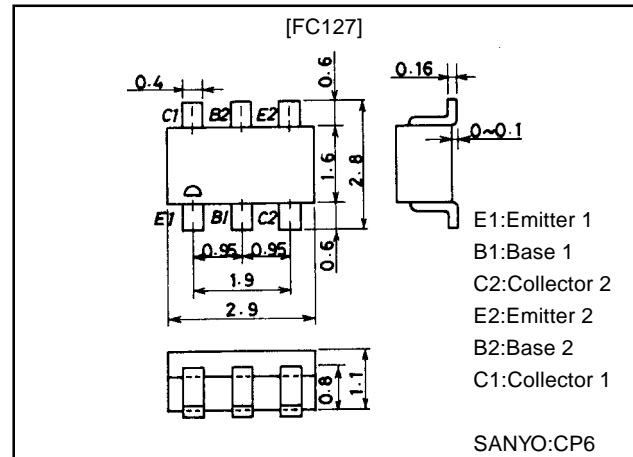 [FC127]
0.4
C1 B2 E2
0.6
1.6
2.8
0.6
E1 B1 C2
0.95 0.95
1.9
2.9
0.16
0~0.1
0.8
1.1
E1:Emitter 1
B1:Base 1
C2:Collector 2
E2:Emitter 2
B2:Base 2
C1:Collector 1
SANYO:CP6